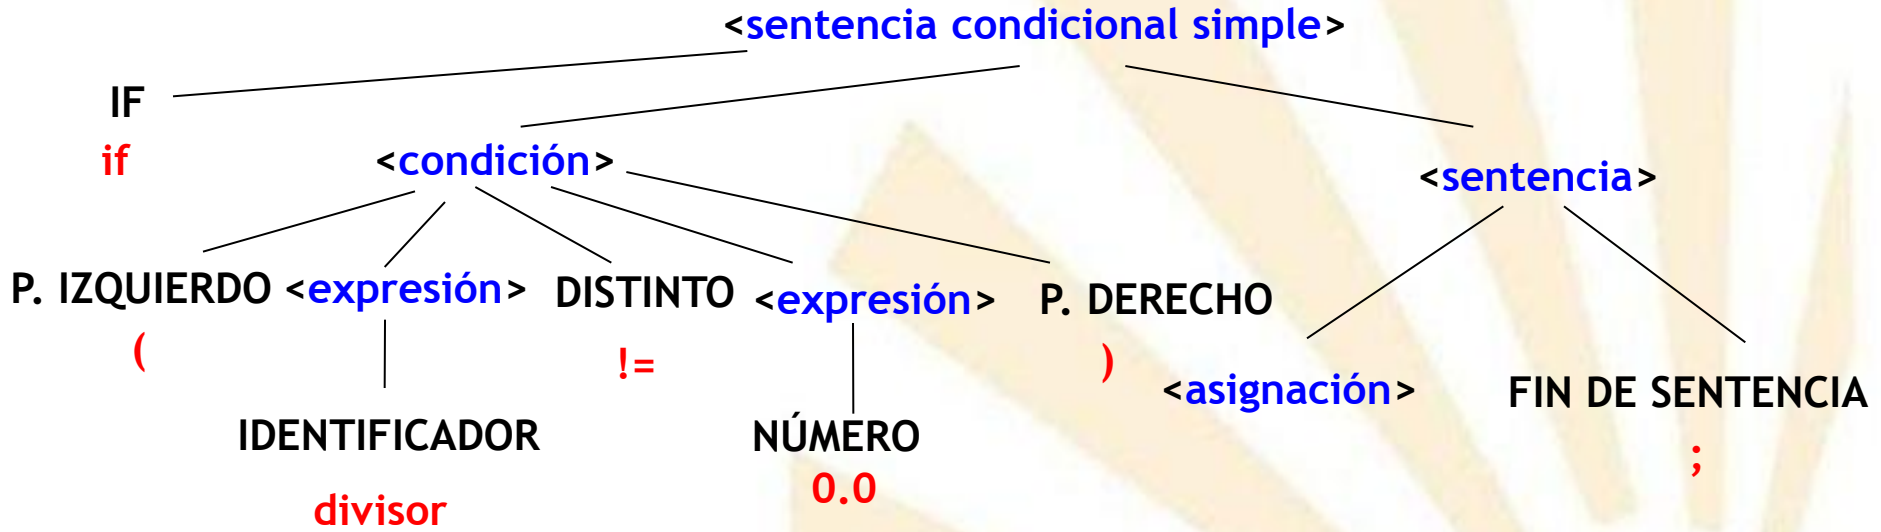 <sentencia condicional simple>
IF
if
<condición>
<sentencia>
P. IZQUIERDO <expresión> DISTINTO <expresión> P. DERECHO
( != )
<asignación> FIN DE SENTENCIA
IDENTIFICADOR NÚMERO
;
0.0
divisor